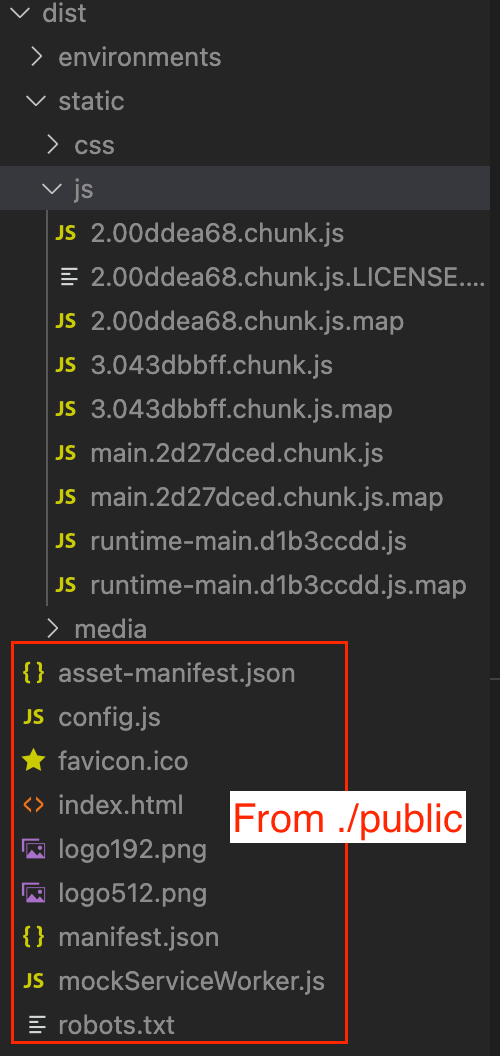 dist
environments
static
css
js
JS 2.00ddea68.chunk.js
2.00ddea68.chunk.js.LICENSE....
JS 2.00ddea68.chunk.js.map
JS 3.043dbbff.chunk.js
JS 3.043dbbff.chunk.js.map
JS main.2d27dced.chunk.js
JS main.2d27dced.chunk.js.map
JS runtime-main.d1b3ccdd.js
JS runtime-main.d1b3ccdd.js.map
media
{} asset-manifest.json
JS config.js
favicon.ico
<> index.html
From ./public
logo192.png
logo512.png
{} manifest.json
JS mockServiceWorker.js
robots.txt